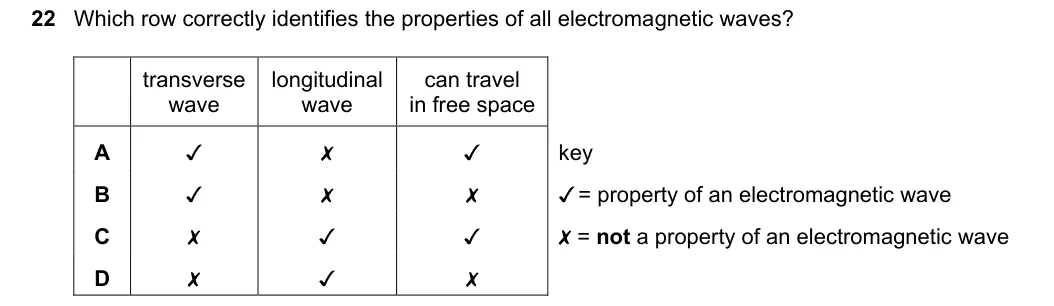 22 Which row correctly identifies the properties of all electromagnetic waves?
transverse wave longitudinal wave can travel in free space
A ✓ ✗ ✓ key
B ✓ ✗ ✗ ✓ = property of an electromagnetic wave
C ✗ ✓ ✓ ✗ = not a property of an electromagnetic wave
D ✗ ✓ ✗